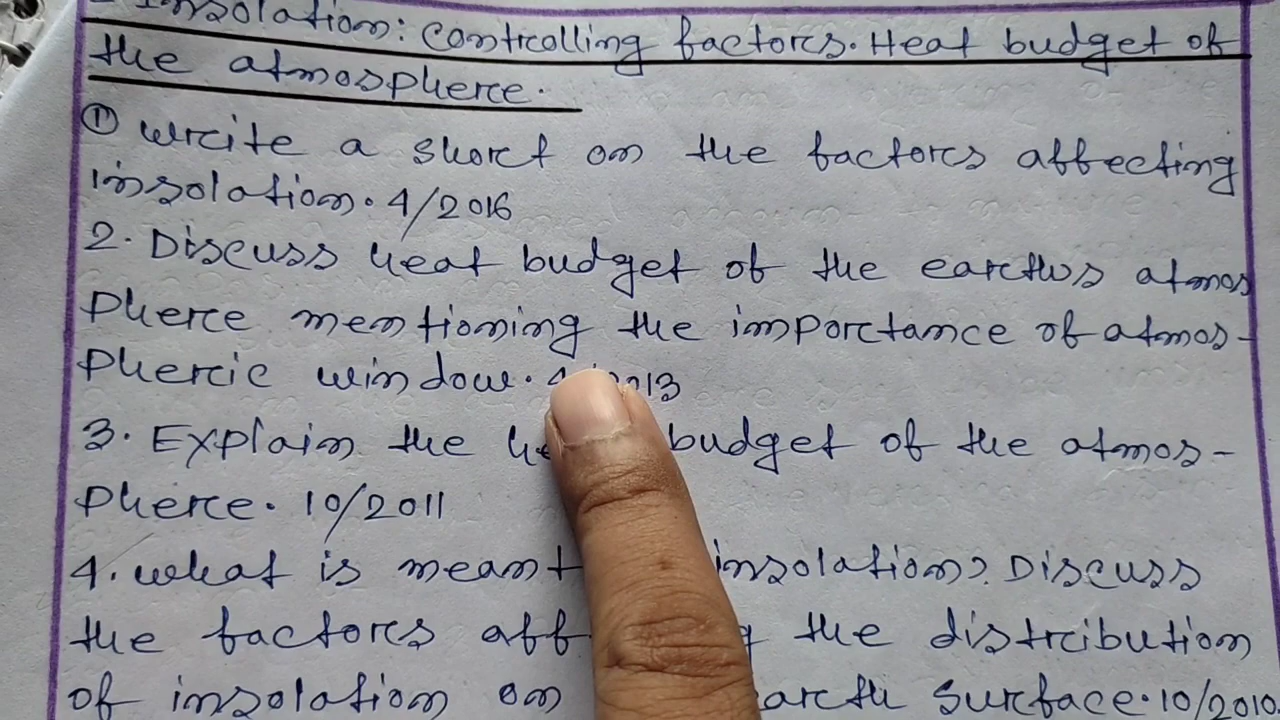 Insolation: Controlling factors. Heat budget of
the atmosphere.
① Write a short on the factors affecting
insolation. 4/2016
2. Discuss heat budget of the earths atmos
phere mentioning the importance of atmos-
pheric window. 2013
3. Explain the budget of the atmos-
phere. 10/2011
4. what is meant insolation? Discuss
the factors the distribution
of insolation on surface. 10/2010